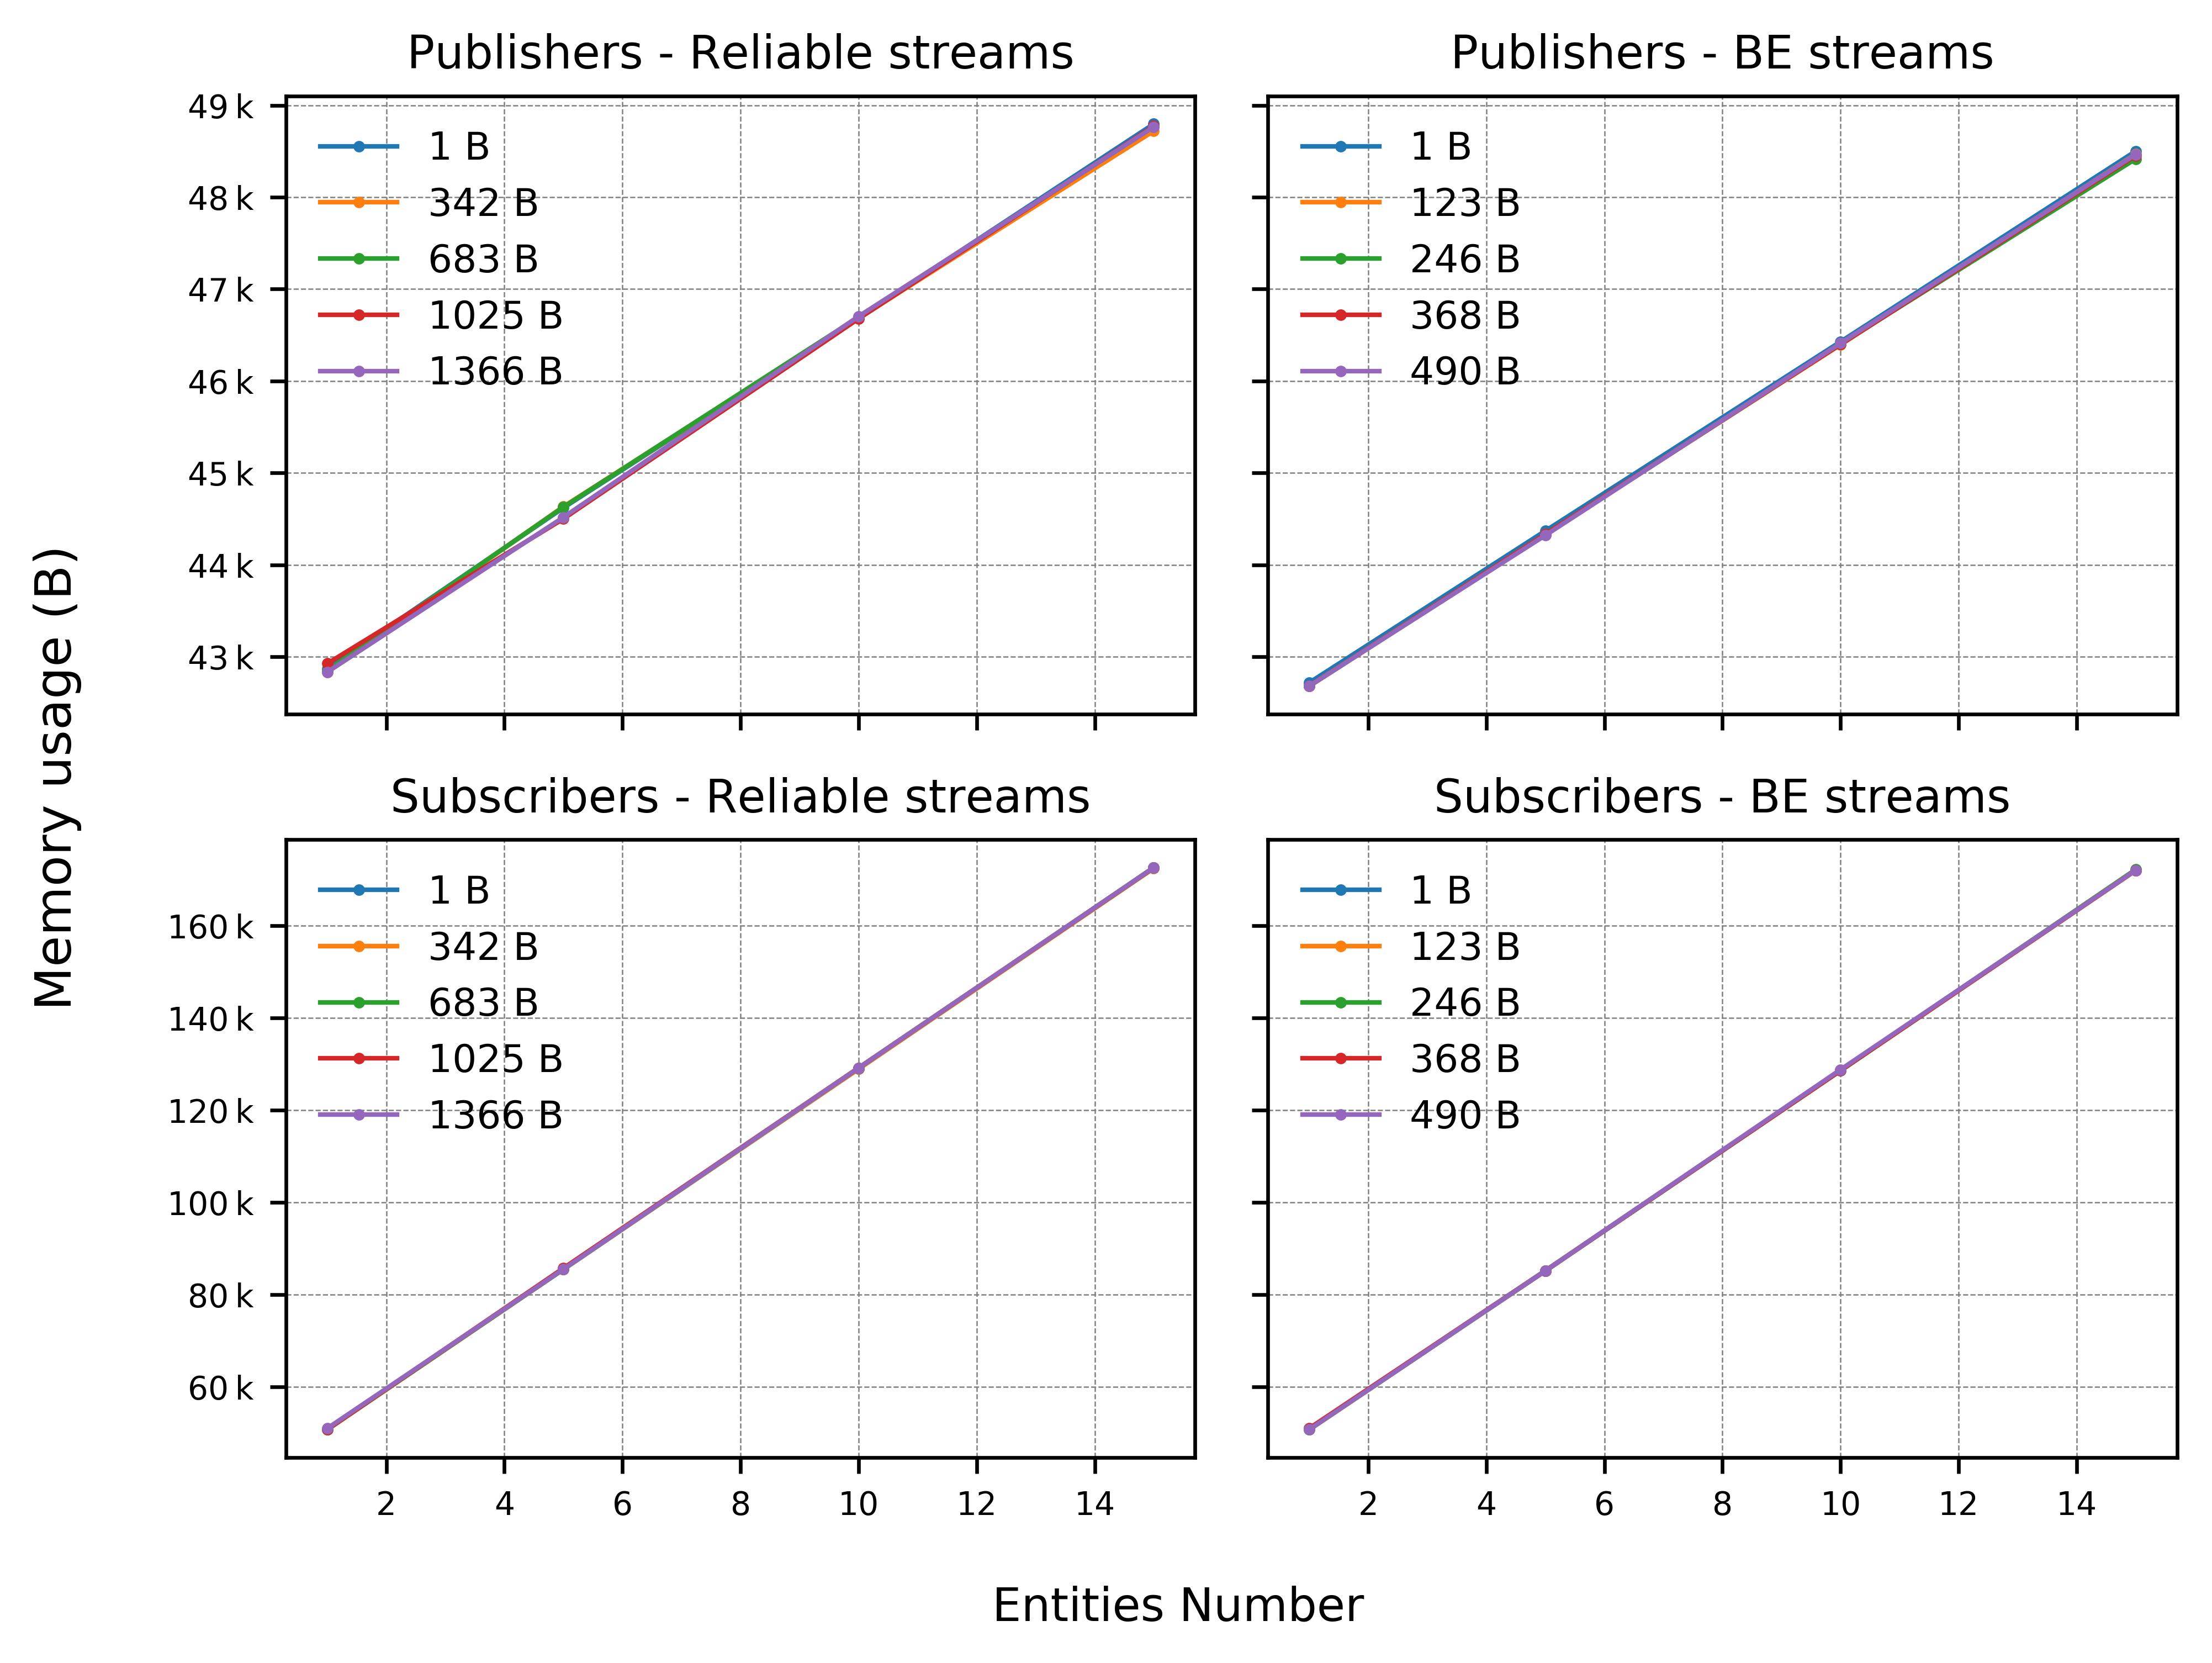 Publishers - Reliable streams
Publishers - BE streams
49 k
48 k
47 k
46 k
45 k
44 k
43 k
1 B
342 B
683 B
1025 B
1366 B
1 B
123 B
246 B
368 B
490 B
Memory usage (B)
Subscribers - Reliable streams
Subscribers - BE streams
160 k
140 k
120 k
100 k
80 k
60 k
1 B
342 B
683 B
1025 B
1366 B
1 B
123 B
246 B
368 B
490 B
2 4 6 8 10 12 14
2 4 6 8 10 12 14
Entities Number